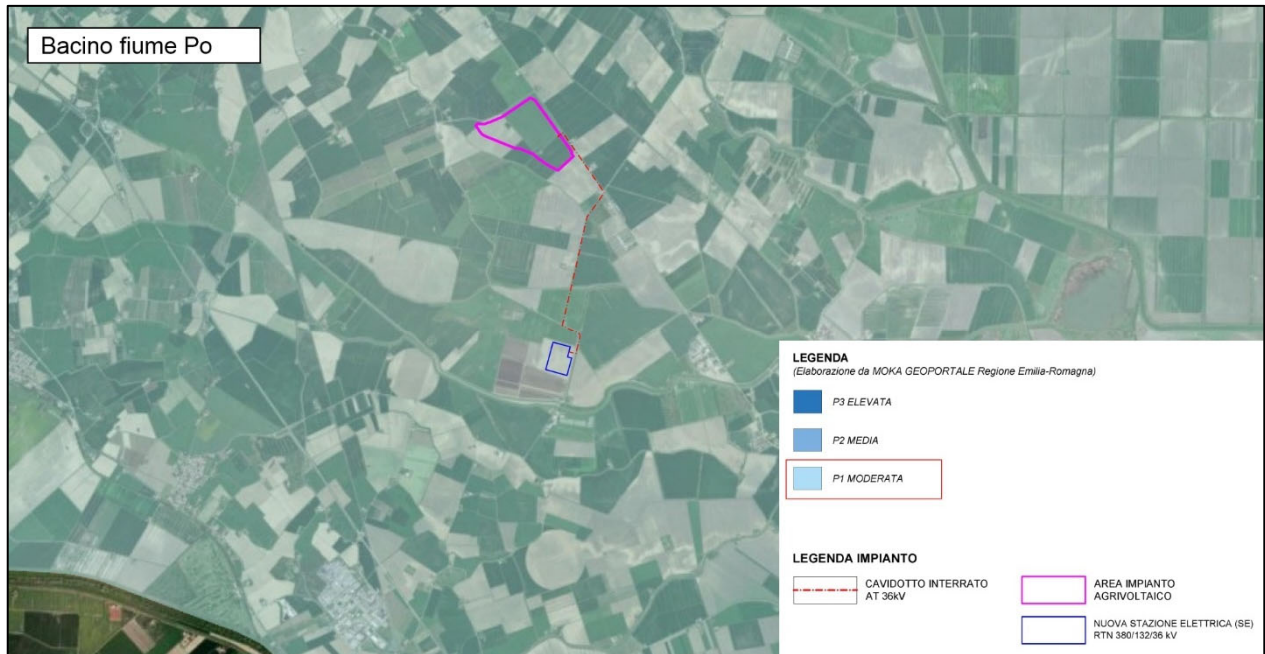 Bacino fiume Po
LEGENDA
(Elaborazione da MOKA GEOPORTALE Regione Emilia-Romagna)
P3 ELEVATA
P2 MEDIA
P1 MODERATA
LEGENDA IMPIANTO
CAVIDOTTO INTERRATO
AT 36kV
AREA IMPIANTO
AGRIVOLTAICO
NUOVA STAZIONE ELETTRICA (SE)
RTN 380/132/36 kV